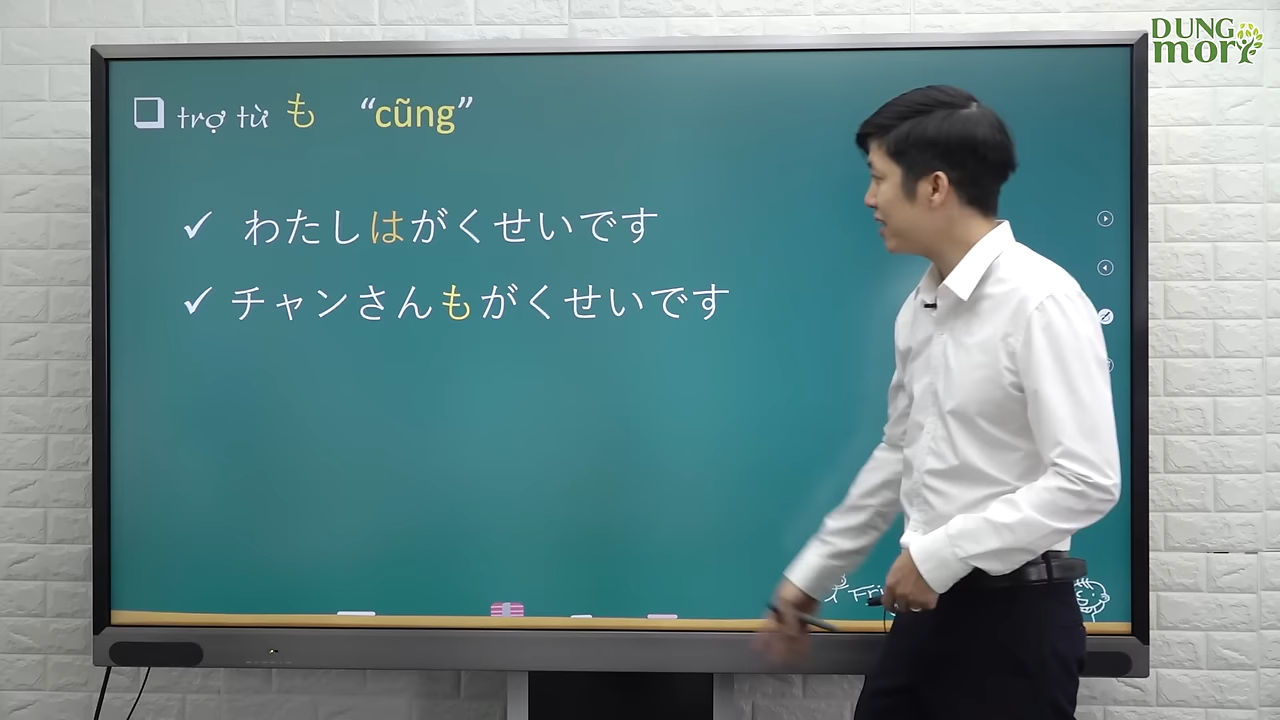 DUNG
mori
trợ từ も “cũng”
わたしはがくせいです
チャンさんもがくせいです
Fri